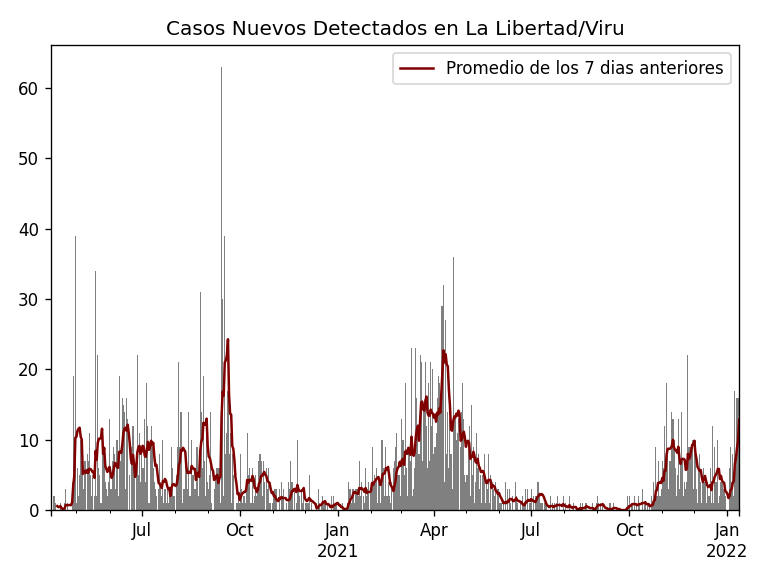 Casos Nuevos Detectados en La Libertad/Viru
Promedio de los 7 dias anteriores
60
50
40
30
20
10
0
Jul Oct Jan Apr Jul Oct Jan
2021 2022